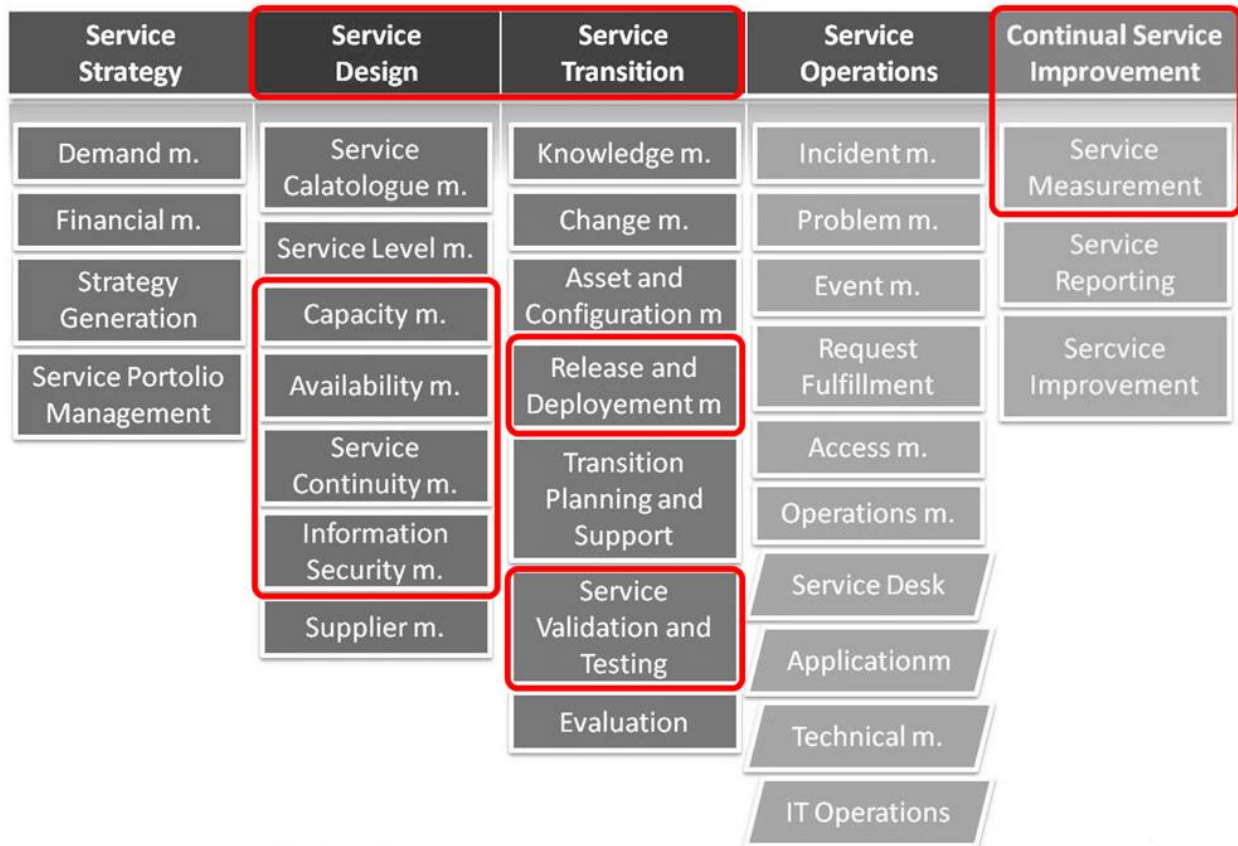 Service
Strategy
Demand m.
Financial m.
Strategy
Generation
Service Portolio
Management
Service
Design
Service
Calatologue m.
Service Level m.
Capacity m.
Availability m.
Service
Continuity m.
Information
Security m.
Supplier m.
Service
Transition
Knowledge m.
Change m.
Asset and
Configuration m
Release and
Deployement m
Transition
Planning and
Support
Service
Validation and
Testing
Evaluation
Service
Operations
Incident m.
Problem m.
Event m.
Request
Fulfillment
Access m.
Operations m.
Service Desk
Applicationm
Technical m.
IT Operations
Continual Service
Improvement
Service
Measurement
Service
Reporting
Sercvice
Improvement